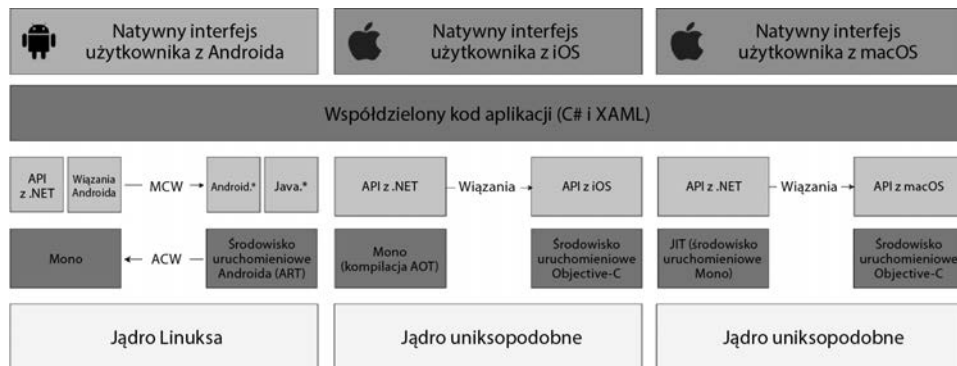 Natywny interfejs
użytkownika z Androida
Natywny interfejs
użytkownika z iOS
Natywny interfejs
użytkownika z macOS
Współdzielony kod aplikacji (C# i XAML)
API
z .NET
Wiązania
Androida
MCW
Android.*
Java.*
API z .NET
Wiązania
API z iOS
API z .NET
Wiązania
API z macOS
Mono
ACW
Środowisko
uruchomieniowe
Androida (ART)
Mono
(kompilacja AOT)
Środowisko
uruchomieniowe
Objective-C
JIT (środowisko
uruchomieniowe
Mono)
Środowisko
uruchomieniowe
Objective-C
Jądro Linuksa
Jądro uniksopodobne
Jądro uniksopodobne